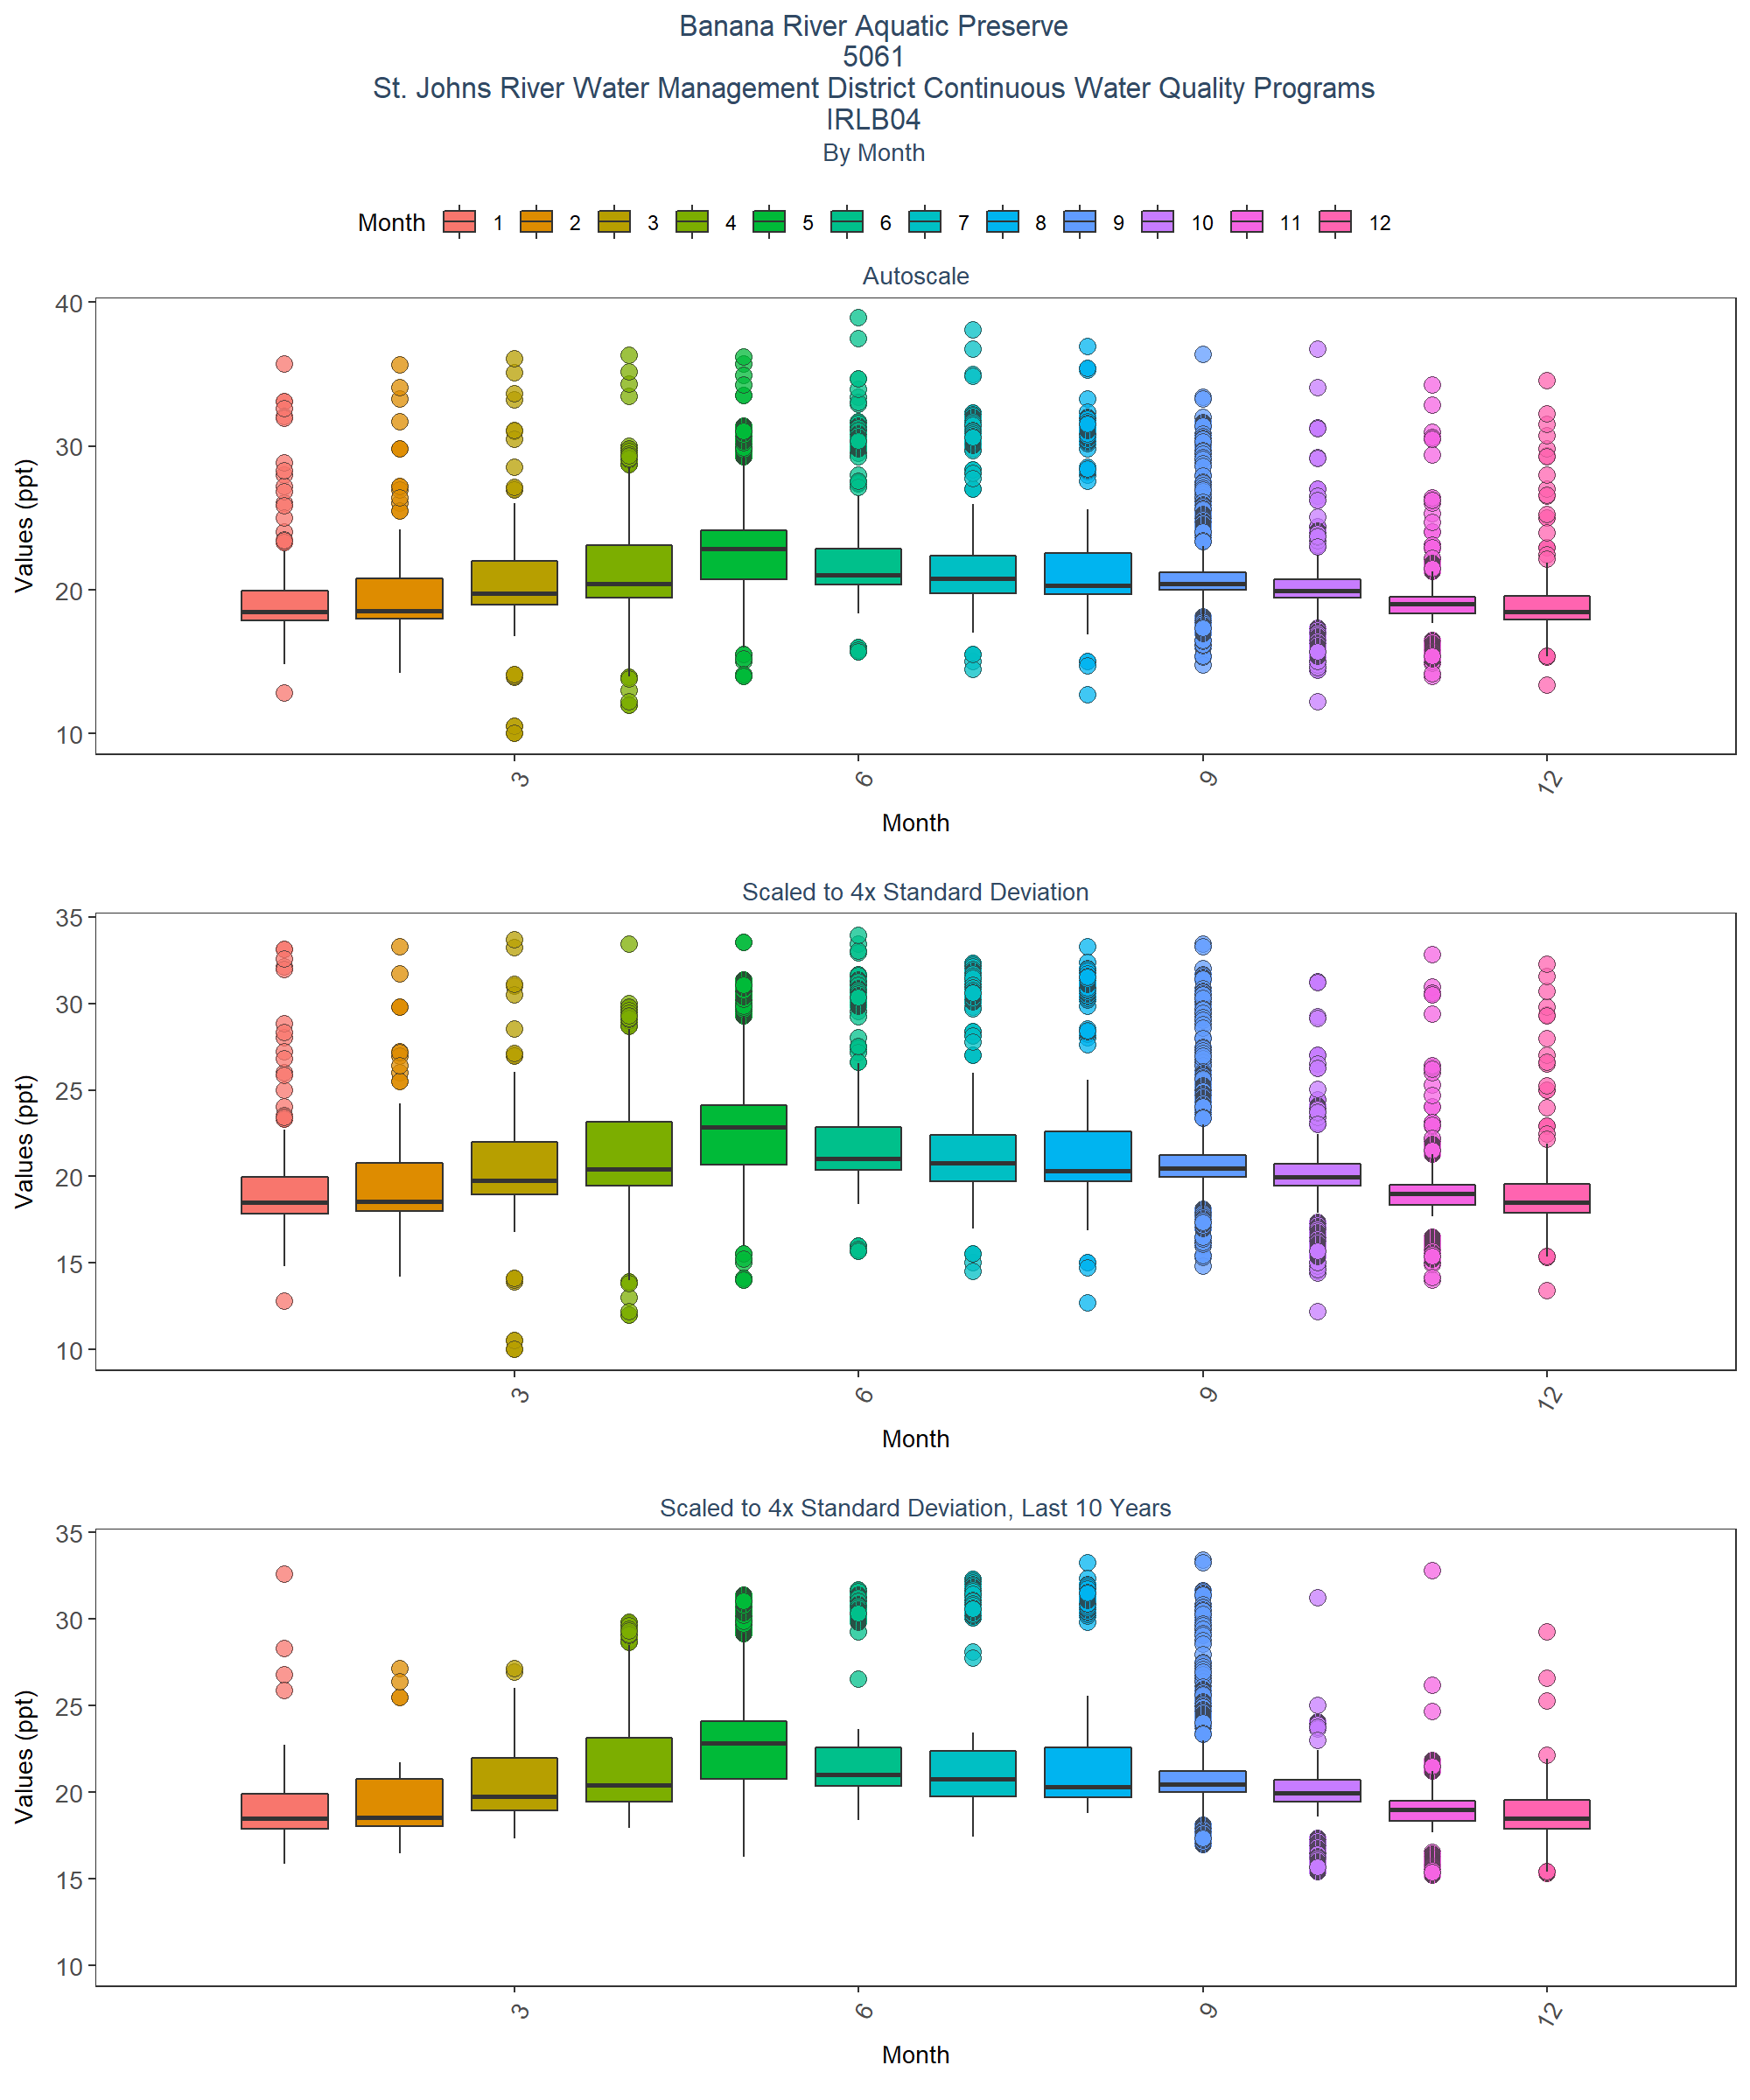 Banana River Aquatic Preserve
5061
St. Johns River Water Management District Continuous Water Quality Programs
IRLB04
By Month
Month 1 2 3 4 5 6 7 8 9 10 11 12
Autoscale
Values (ppt)
40
30
20
10
3 6 9 12
Month
Scaled to 4x Standard Deviation
Values (ppt)
35
30
25
20
15
10
3 6 9 12
Month
Scaled to 4x Standard Deviation, Last 10 Years
Values (ppt)
35
30
25
20
15
10
3 6 9 12
Month